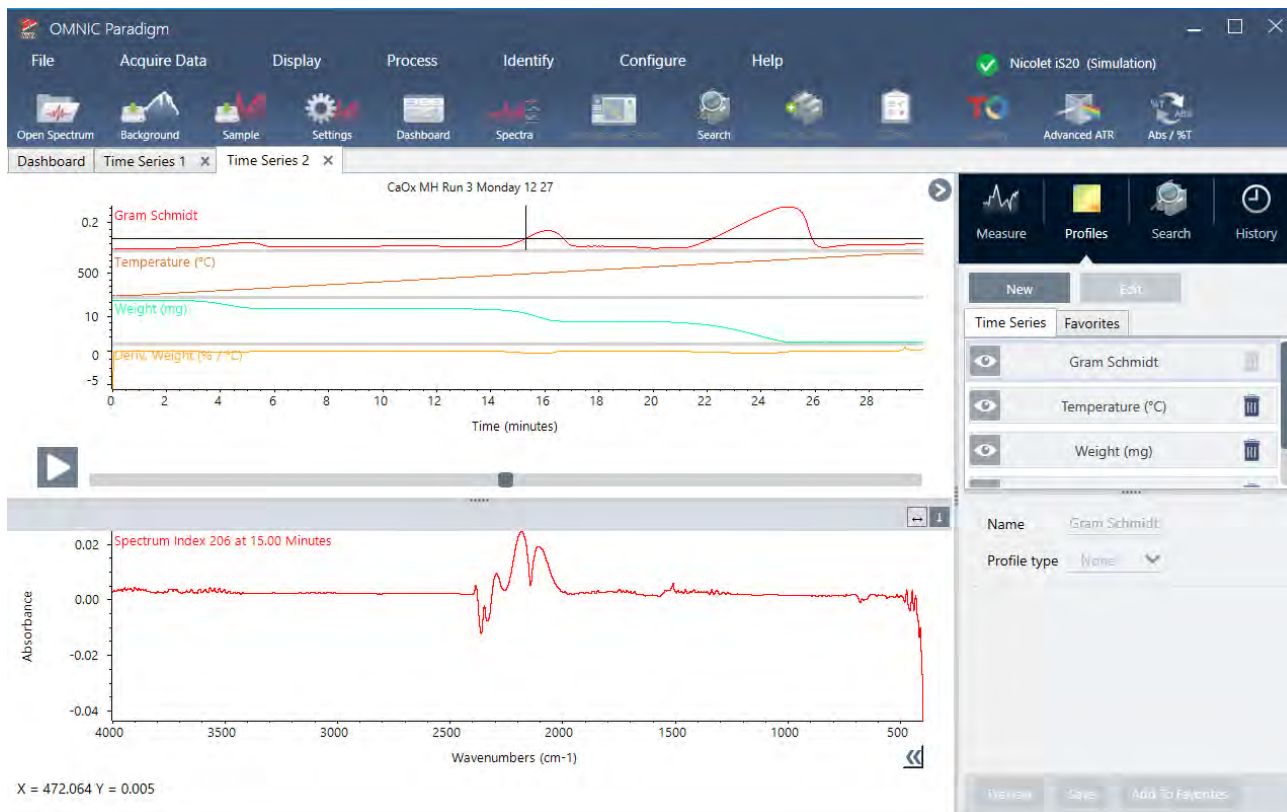 OMNIC Paradigm
File Acquire Data Display Process Identify Configure Help Nicolet iS20 (Simulation)
Open Spectrum Background Sample Settings Dashboard Spectra Search Advanced ATR Abs / %T
Dashboard Time Series 1 X Time Series 2 X
CaOx MH Run 3 Monday 12 27
Measure Profiles Search History
0.2 Gram Schmidt
Temperature (°C)
500
New Edit
Weight (mg)
10
Time Series Favorites
0 Deriv. Weight (% / °C)
-5
Gram Schmidt
0 2 4 6 8 10 12 14 16 18 20 22 24 26 28
Temperature (°C)
Time (minutes)
Weight (mg)
Name Gram Schmidt
Profile type None
0.02 Spectrum Index 206 at 15.00 Minutes
0.00
Absorbance
-0.02
-0.04
4000 3500 3000 2500 2000 1500 1000 500
Wavenumbers (cm-1)
X = 472.064 Y = 0.005
Preview Save Add To Favorites